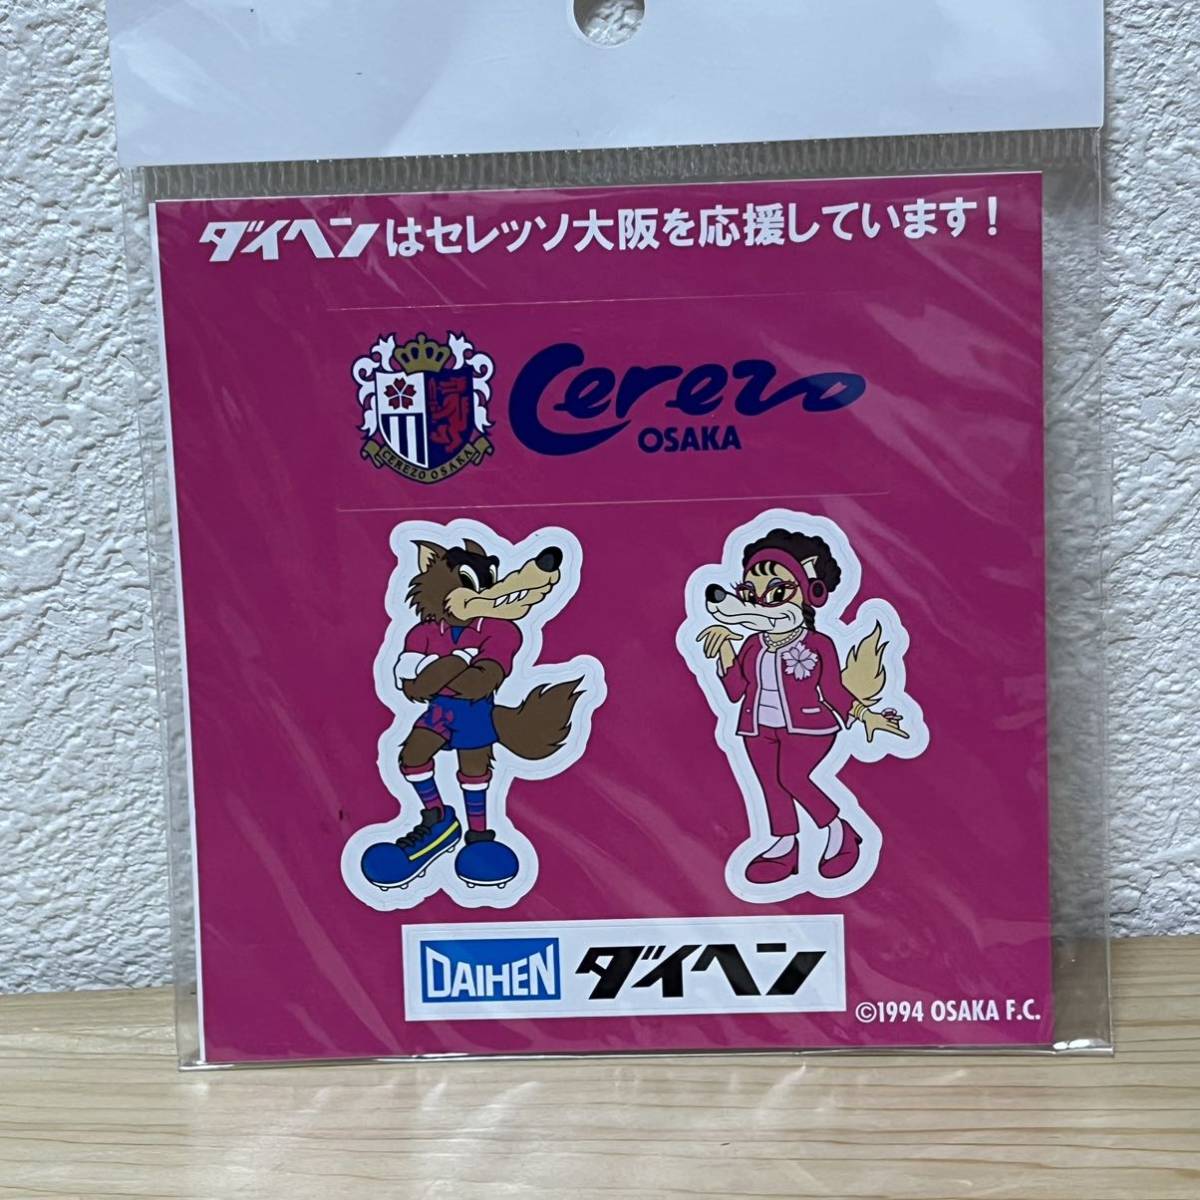 ダイヘンはセレッソ大阪を応援しています!
Cerezo
OSAKA
CEREZO OSAKA
DAIHEN ダイヘン
©1994 OSAKA F.C.